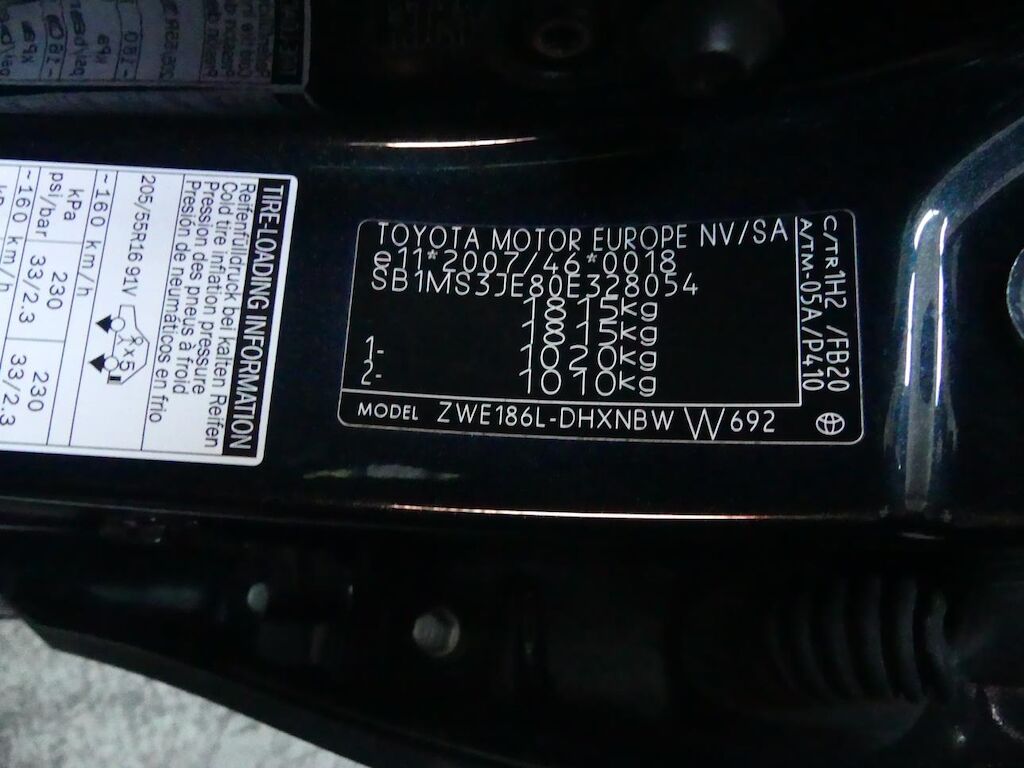 TOYOTA MOTOR EUROPE NV/SA
e11*2007/46*0018
SB1MS3JE80E328054
1815kg
1815kg
1- 1020kg
2- 1010kg
MODEL ZWE186L-DHXNBW W692
C/TR 1H2 /FB20
A/TM-05A/P4410
TIRE-LOADING INFORMATION
Reifenfülldruck bei kalten Reifen
Cold tire inflation pressure
Pression des pneus à froid
Presión de neumáticos en frio
205/55R16 91V x5
~160 km/h
kPa 230 230
psi/bar 33/2.3 33/2.3
~160 km/h